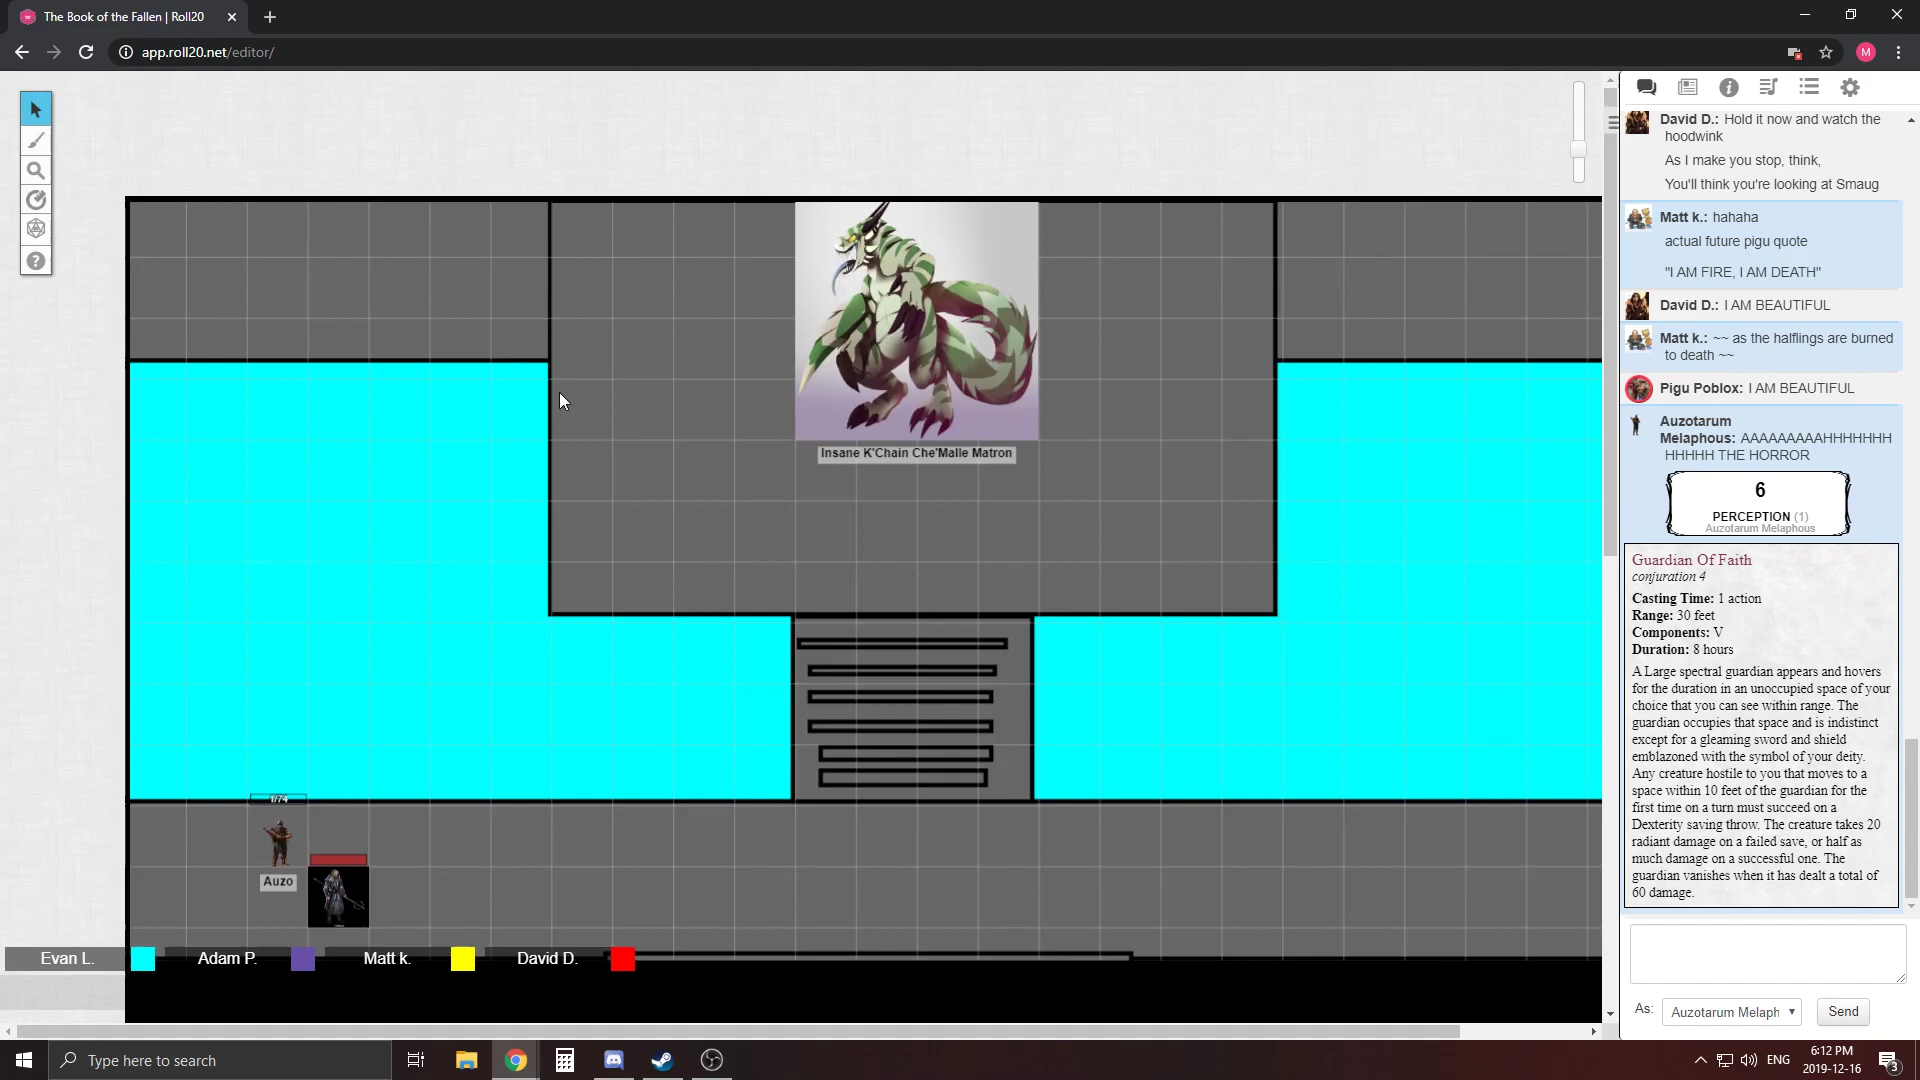 The Book of the Fallen | Roll20
app.roll20.net/editor/
M
David D.: Hold it now and watch the
hoodwink
As I make you stop, think,
You'll think you're looking at Smaug
Matt k.: hahaha
actual future pigu quote
"I AM FIRE, I AM DEATH"
David D.: I AM BEAUTIFUL
Matt k.: ~~ as the halflings are burned
to death ~~
Pigu Poblox: I AM BEAUTIFUL
Auzotarum
Melaphous: AAAAAAAAAHHHHHHH
HHHHH THE HORROR
6
PERCEPTION (1)
Auzotarum Melaphous
Guardian Of Faith
conjuration 4
Casting Time: 1 action
Range: 30 feet
Components: V
Duration: 8 hours
A Large spectral guardian appears and hovers
for the duration in an unoccupied space of your
choice that you can see within range. The
guardian occupies that space and is indistinct
except for a gleaming sword and shield
emblazoned with the symbol of your deity.
Any creature hostile to you that moves to a
space within 10 feet of the guardian for the
first time on a turn must succeed on a
Dexterity saving throw. The creature takes 20
radiant damage on a failed save, or half as
much damage on a successful one. The
guardian vanishes when it has dealt a total of
60 damage.
As: Auzotarum Melaph
Send
Insane K'Chain Che'Malle Matron
1/74
Auzo
Evan L.
Adam P.
Matt k.
David D.
Type here to search
ENG
6:12 PM
2019-12-16
3